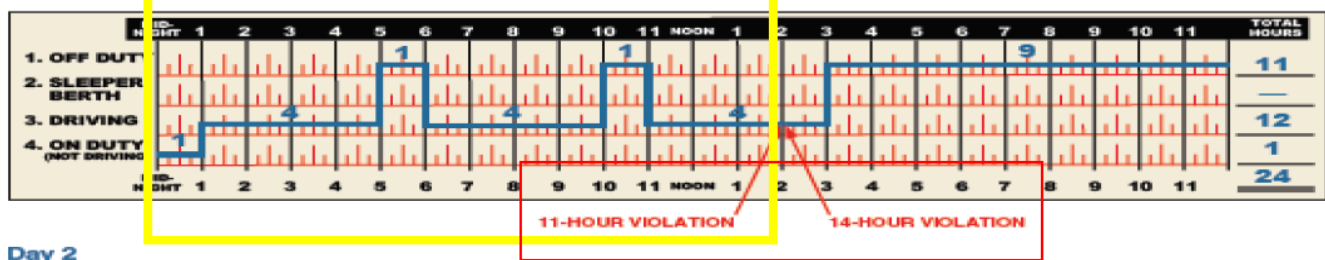 MID-NIGHT 1 2 3 4 5 6 7 8 9 10 11 NOON 1 2 3 4 5 6 7 8 9 10 11 TOTAL HOURS
1. OFF DUTY 1 1 9 11
2. SLEEPER BERTH —
3. DRIVING 4 4 4 12
4. ON DUTY (NOT DRIVING) 1 1
MID-NIGHT 1 2 3 4 5 6 7 8 9 10 11 NOON 1 2 3 4 5 6 7 8 9 10 11 24
11-HOUR VIOLATION 14-HOUR VIOLATION
Day 2